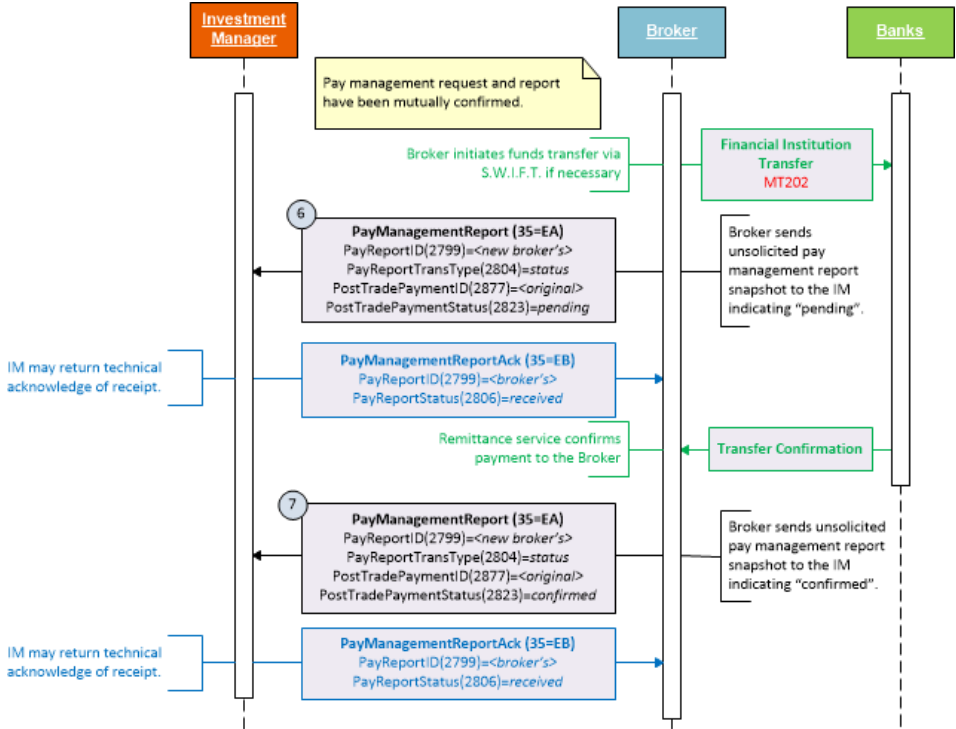 Investment
Manager
Broker
Banks
Pay management request and report
have been mutually confirmed.
Broker initiates funds transfer via
S.W.I.F.T. if necessary
Financial Institution
Transfer
MT202
6
PayManagementReport (35=EA)
PayReportID(2799)=<new broker's>
PayReportTransType(2804)=status
PostTradePaymentID(2877)=<original>
PostTradePaymentStatus(2823)=pending
Broker sends
unsolicited pay
management report
snapshot to the IM
indicating “pending”.
IM may return technical
acknowledge of receipt.
PayManagementReportAck (35=EB)
PayReportID(2799)=<broker's>
PayReportStatus(2806)=received
Remittance service confirms
payment to the Broker
Transfer Confirmation
7
PayManagementReport (35=EA)
PayReportID(2799)=<new broker's>
PayReportTransType(2804)=status
PostTradePaymentID(2877)=<original>
PostTradePaymentStatus(2823)=confirmed
Broker sends unsolicited
pay management report
snapshot to the IM
indicating “confirmed”.
IM may return technical
acknowledge of receipt.
PayManagementReportAck (35=EB)
PayReportID(2799)=<broker's>
PayReportStatus(2806)=received